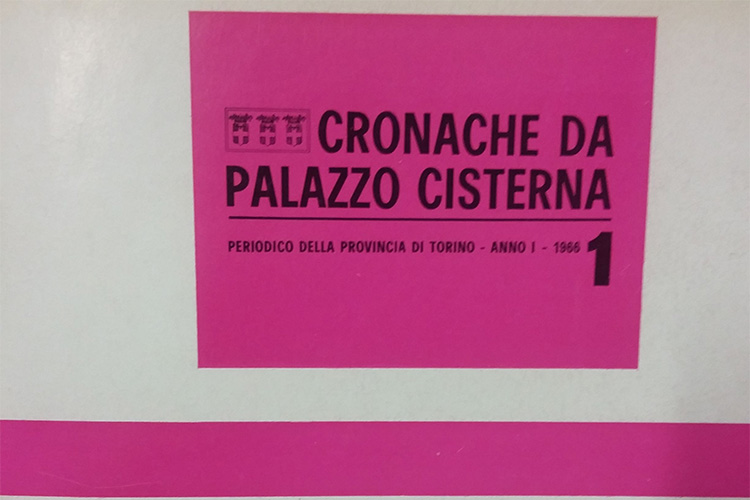 CRONACHE DA
PALAZZO CISTERNA
PERIODICO DELLA PROVINCIA DI TORINO - ANNO I - 1966 1